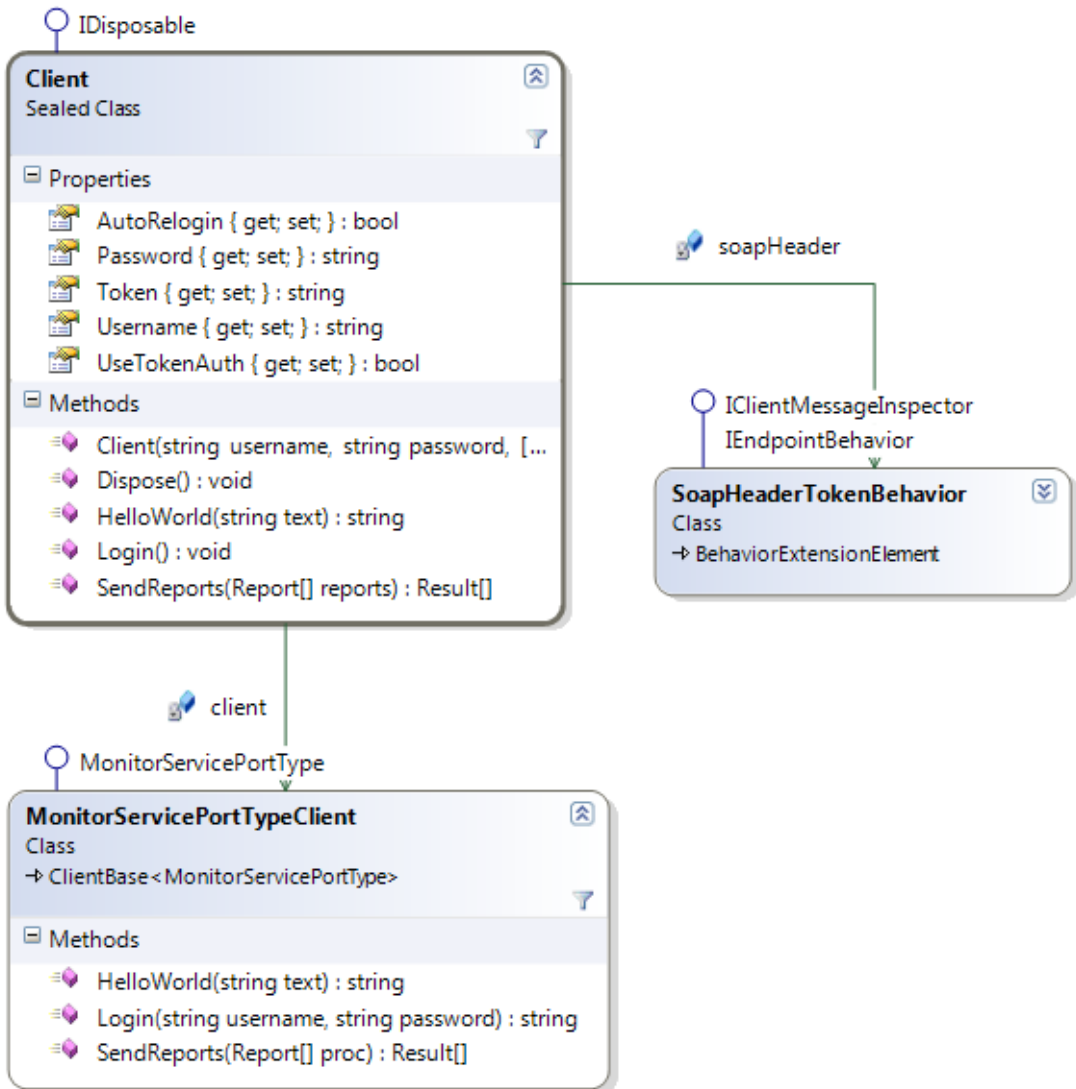 IDisposable
Client
Sealed Class
Properties
AutoRelogin { get; set; } : bool
Password { get; set; } : string
Token { get; set; } : string
Username { get; set; } : string
UseTokenAuth { get; set; } : bool
Methods
Client(string username, string password, [...
Dispose() : void
HelloWorld(string text) : string
Login() : void
SendReports(Report[] reports) : Result[]
soapHeader
IClientMessageInspector
IEndpointBehavior
SoapHeaderTokenBehavior
Class
BehaviorExtensionElement
client
MonitorServicePortType
MonitorServicePortTypeClient
Class
ClientBase<MonitorServicePortType>
Methods
HelloWorld(string text) : string
Login(string username, string password) : string
SendReports(Report[] proc) : Result[]